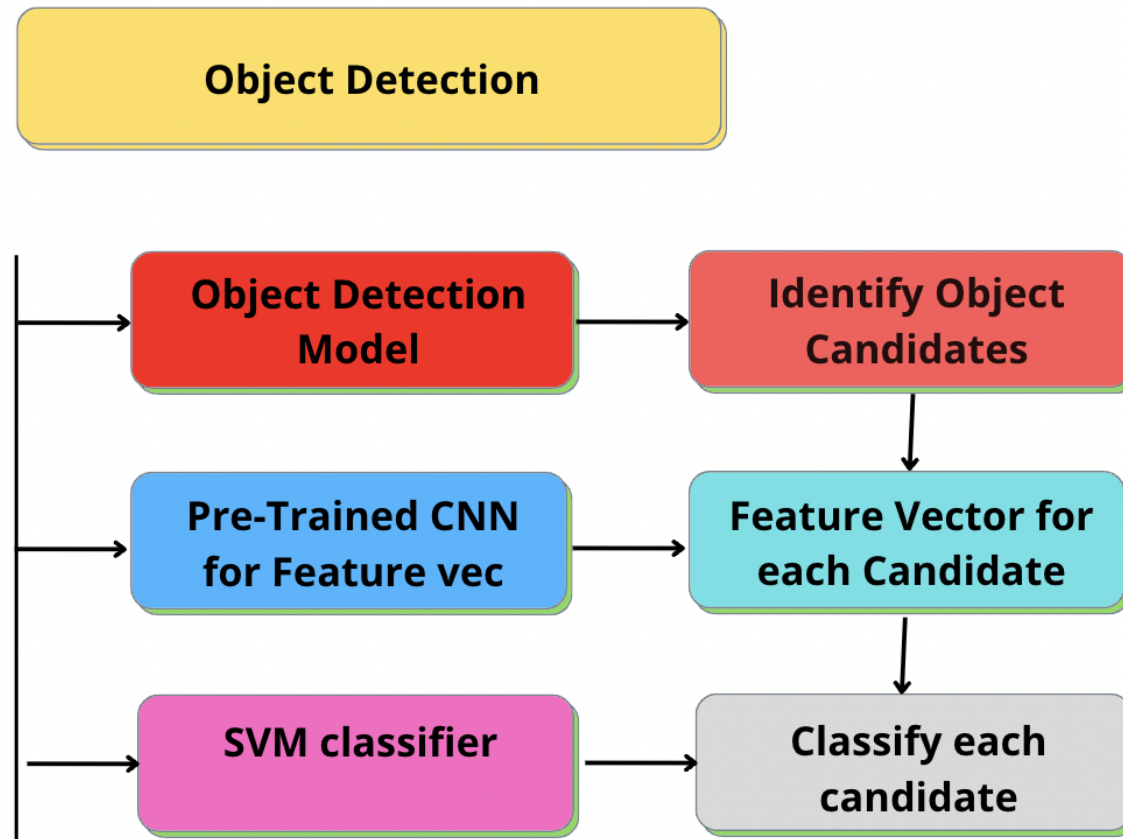 Object Detection
Object Detection
Model
Identify Object
Candidates
Pre-Trained CNN
for Feature vec
Feature Vector for
each Candidate
SVM classifier
Classify each
candidate